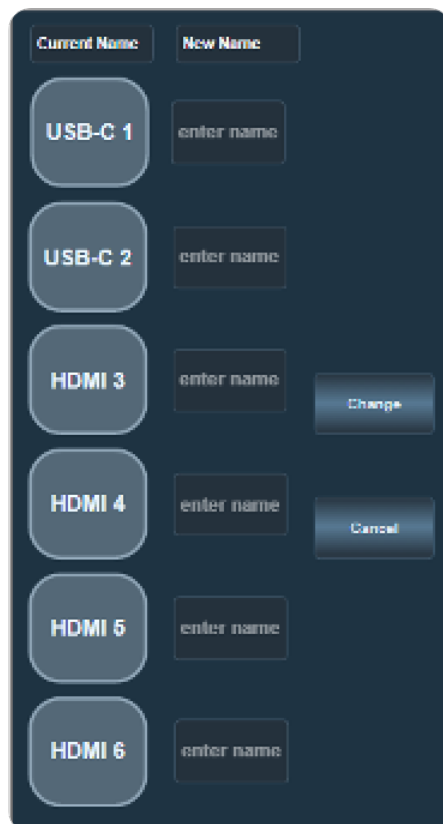 Current Name New Name
USB-C 1 enter name
USB-C 2 enter name
HDMI 3 enter name
Change
HDMI 4 enter name
Cancel
HDMI 5 enter name
HDMI 6 enter name